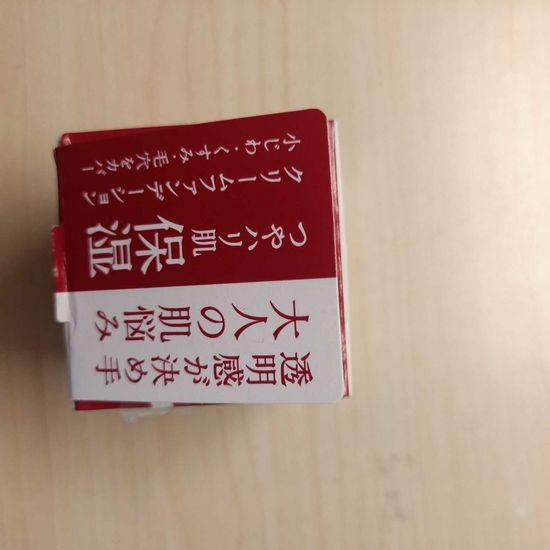 透明感が決め手
大人の肌悩み
つやハリ肌 保湿
クリームファンデーション
小じわ・くすみ・毛穴をカバー